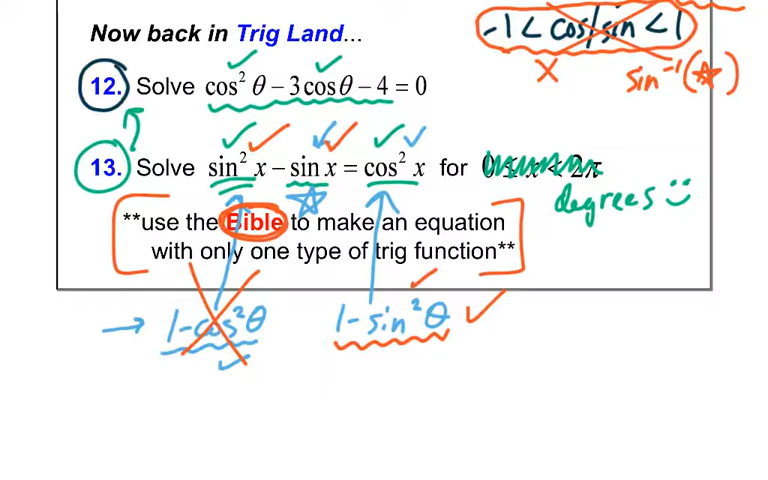 Now back in Trig Land...
-1 < cos/sin < 1
x
sin⁻¹(☆)
12. Solve cos² θ − 3cos θ − 4 = 0
13. Solve sin² x − sin x = cos² x for 0 ≤ x < 2π
degrees
**use the Bible to make an equation
with only one type of trig function**
→ 1-cos²θ
1-sin²θ